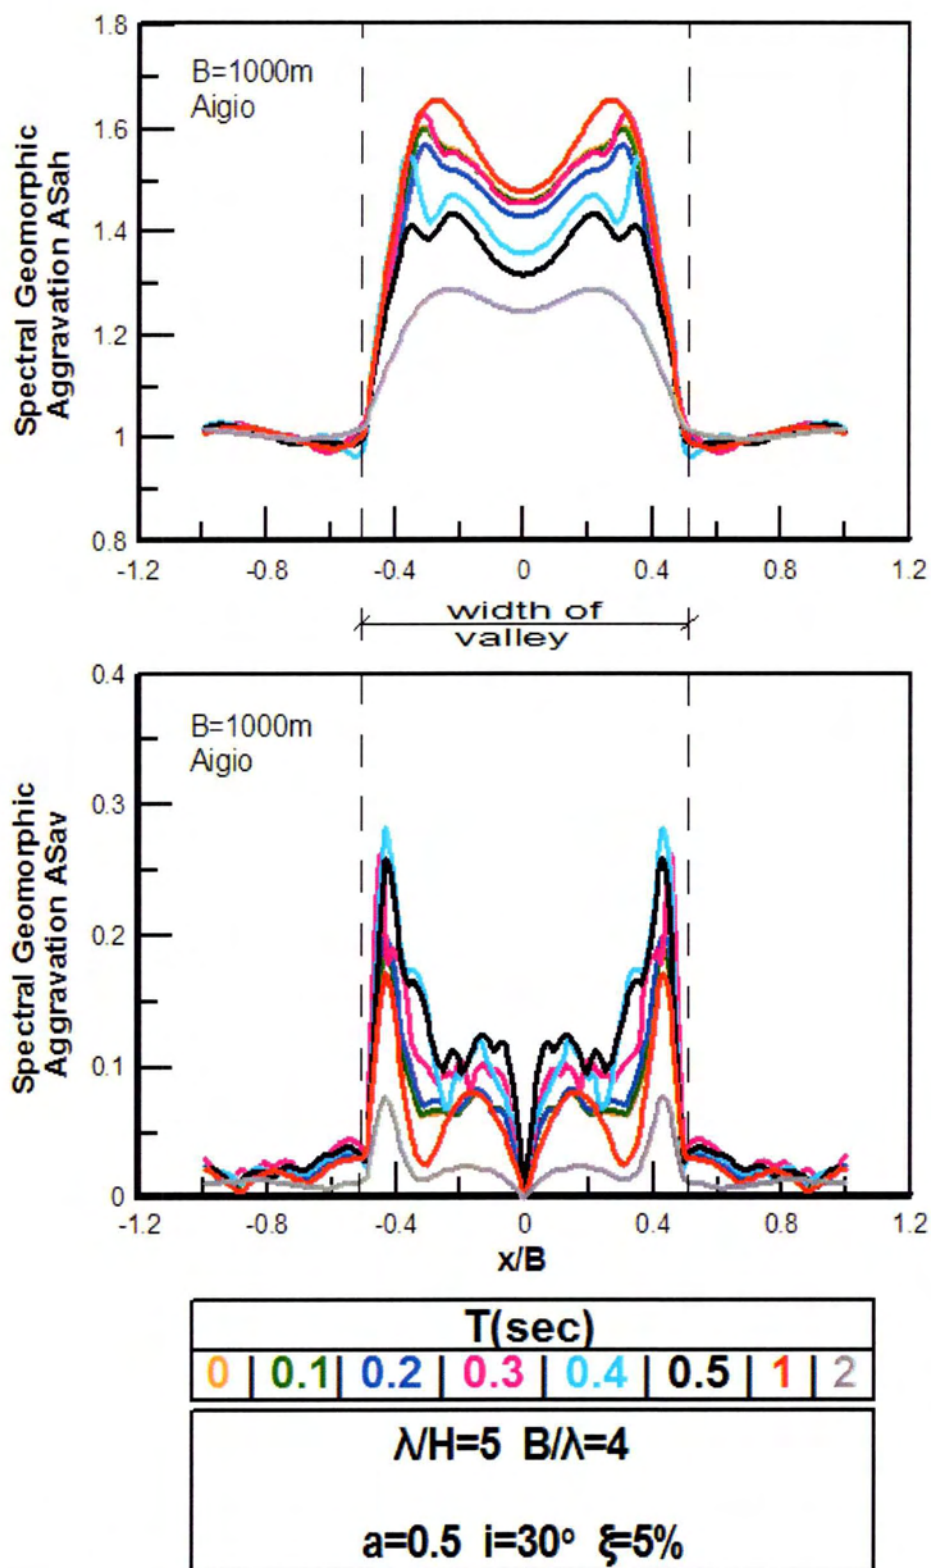 Spectral Geomorphic
Aggravation ASah
B=1000m
Aigio
1.8
1.6
1.4
1.2
1
0.8
-1.2 -0.8 -0.4 0 0.4 0.8 1.2
width of
valley
Spectral Geomorphic
Aggravation ASav
B=1000m
Aigio
0.4
0.3
0.2
0.1
0
-1.2 -0.8 -0.4 0 0.4 0.8 1.2
x/B
T(sec)
0 | 0.1 | 0.2 | 0.3 | 0.4 | 0.5 | 1 | 2
λ/H=5 B/λ=4
a=0.5 i=30° ξ=5%